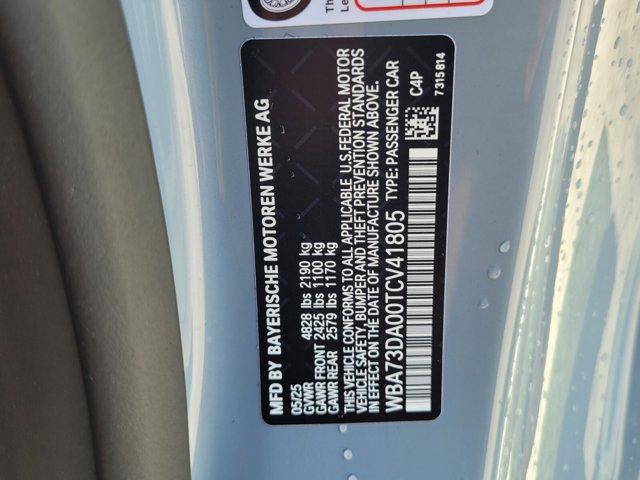 Th
Le
MFD BY BAYERISCHE MOTOREN WERKE AG
05/25
GVWR 4828 lbs 2190 kg
GAWR FRONT 2425 lbs 1100 kg
GAWR REAR 2579 lbs 1170 kg
THIS VEHICLE CONFORMS TO ALL APPLICABLE U.S. FEDERAL MOTOR
VEHICLE SAFETY, BUMPER AND THEFT PREVENTION STANDARDS
IN EFFECT ON THE DATE OF MANUFACTURE SHOWN ABOVE.
WBA73DA00TCV41805 TYPE: PASSENGER CAR
C4P
7315814